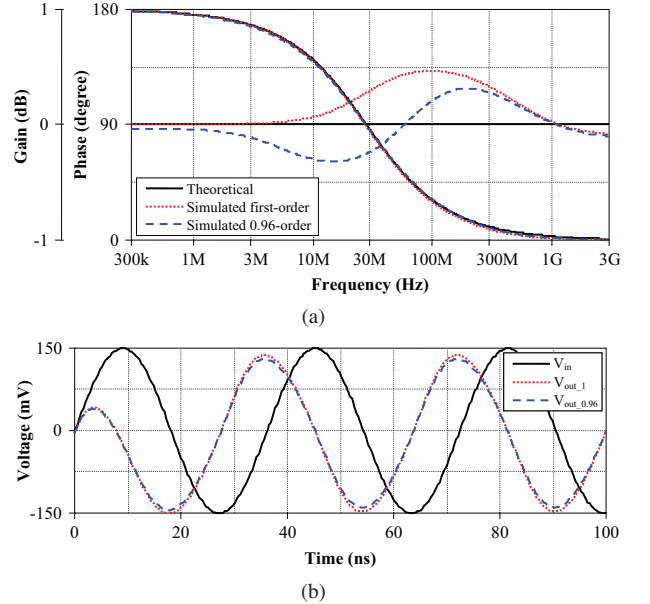 1
180
0
90
-1
0
Gain (dB)
Phase (degree)
Theoretical
Simulated first-order
Simulated 0.96-order
300k 1M 3M 10M 30M 100M 300M 1G 3G
Frequency (Hz)
(a)
150
0
-150
Voltage (mV)
V_in
V_out_1
V_out_0.96
0 20 40 60 80 100
Time (ns)
(b)